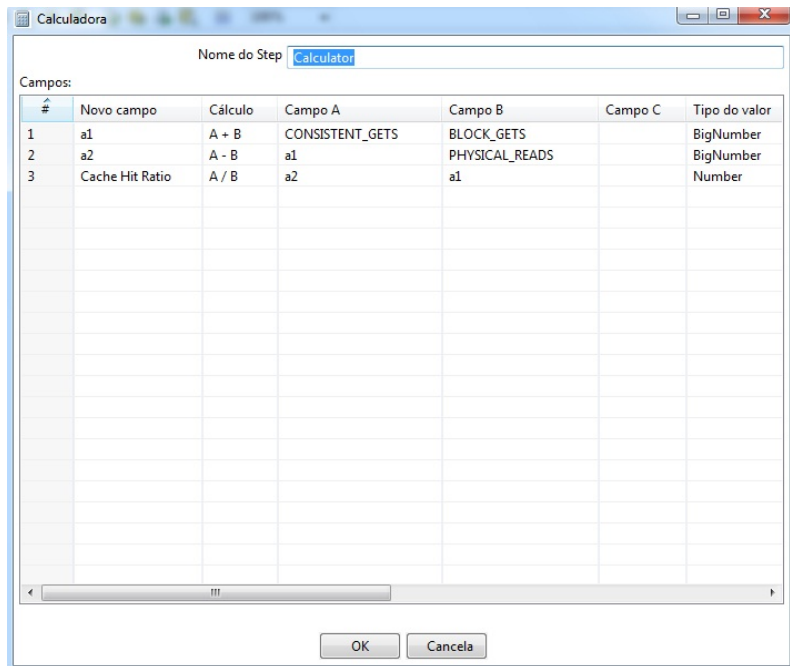 Calculadora
Nome do Step Calculator
Campos:
# Novo campo Cálculo Campo A Campo B Campo C Tipo do valor
1 a1 A + B CONSISTENT_GETS BLOCK_GETS BigNumber
2 a2 A - B a1 PHYSICAL_READS BigNumber
3 Cache Hit Ratio A / B a2 a1 Number
OK Cancela